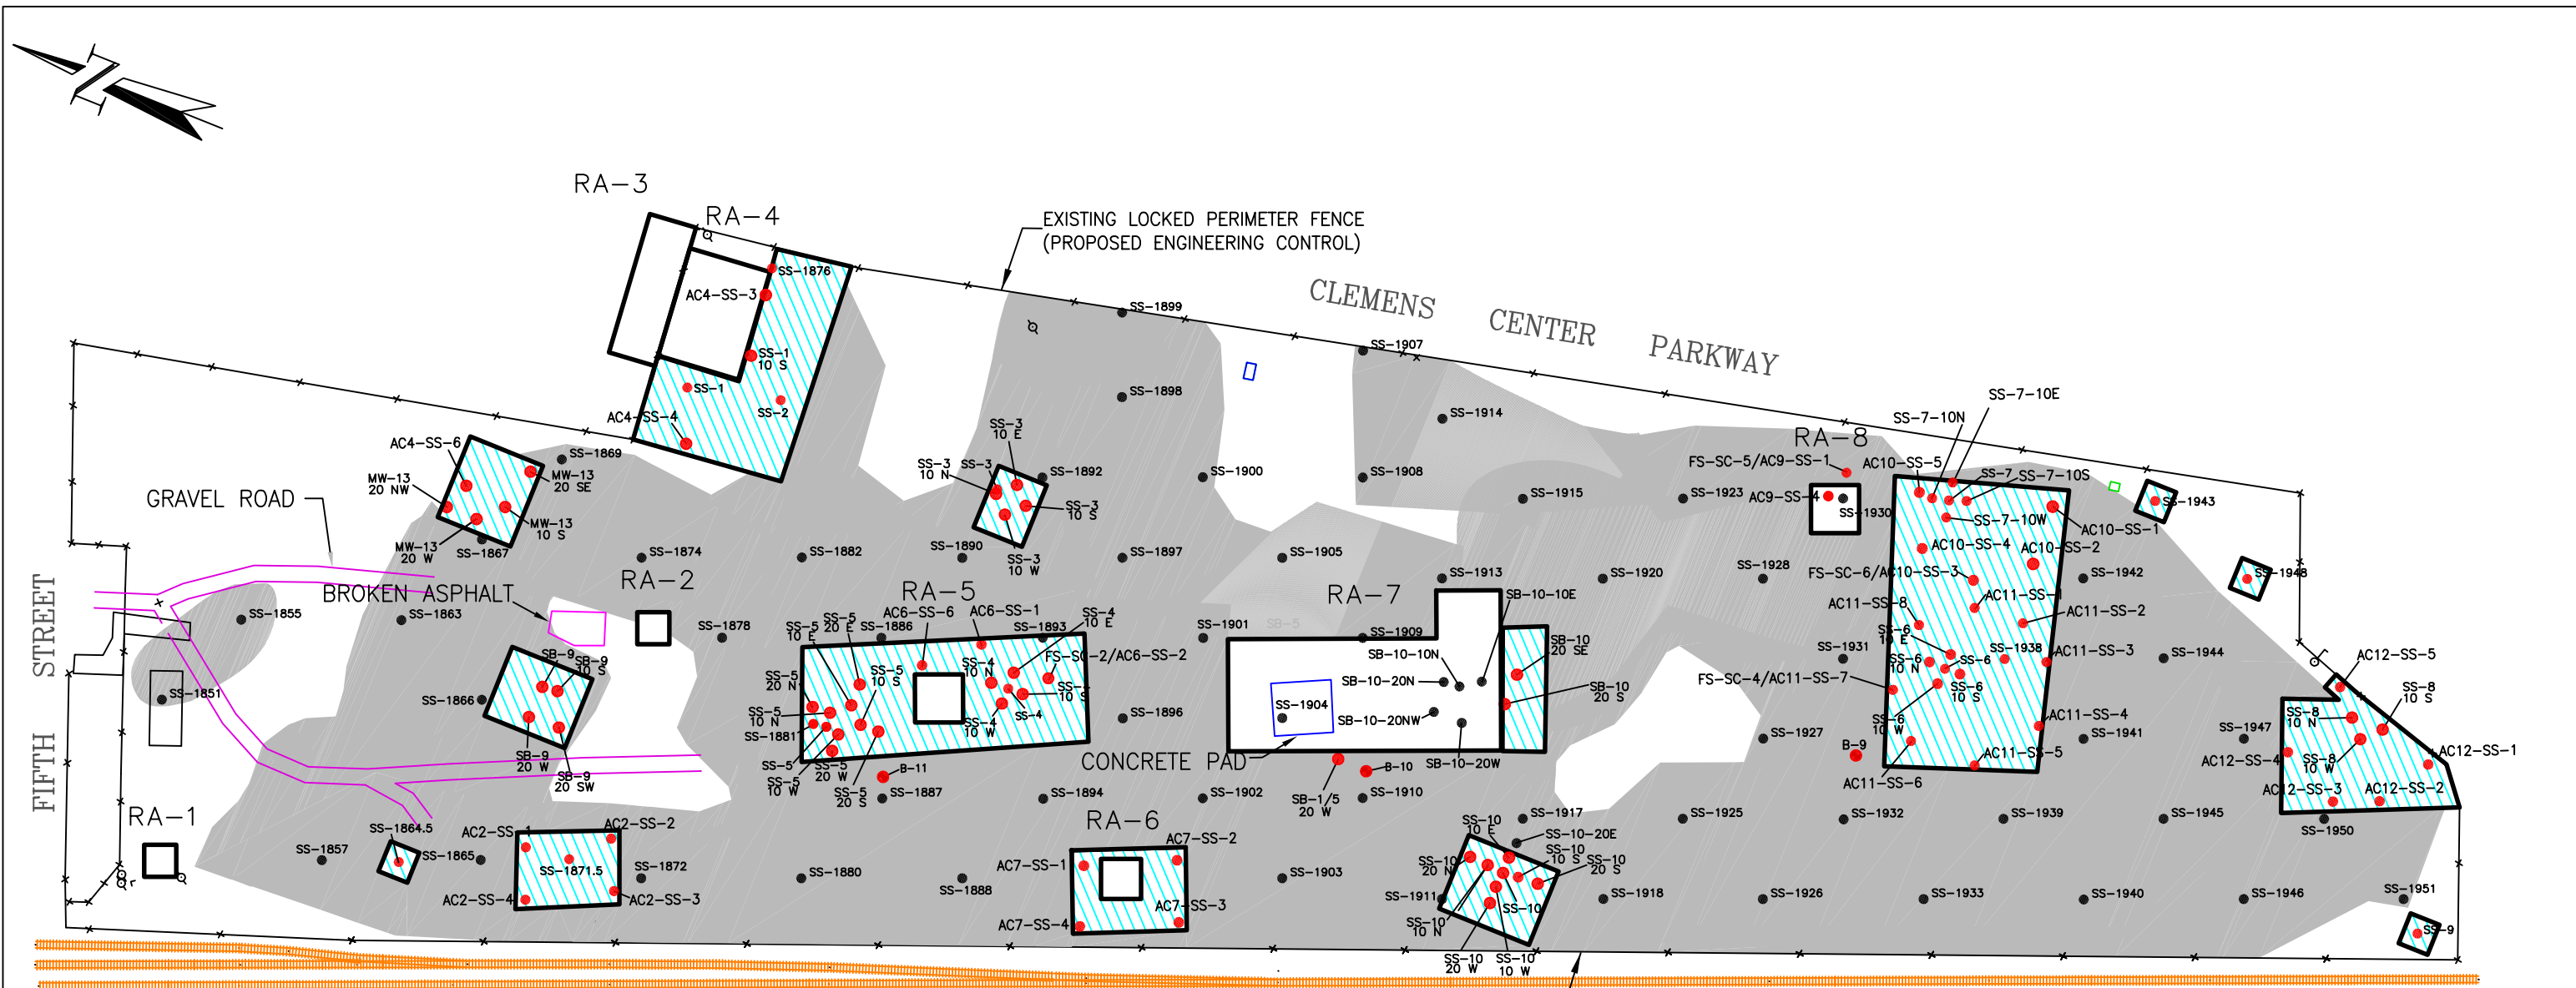 RA-3
RA-4
EXISTING LOCKED PERIMETER FENCE
(PROPOSED ENGINEERING CONTROL)
CLEMENS CENTER PARKWAY
SS-1876
AC4-SS-3
SS-1899
SS-1907
SS-1
10 S
SS-1
SS-2
AC4-SS-4
SS-1898
SS-1914
SS-7-10E
SS-7-10N
AC4-SS-6
SS-1869
MW-13
20 NW
MW-13
20 SE
MW-13
10 S
MW-13
20 W
SS-1867
GRAVEL ROAD
SS-3
10 E
SS-3
10 N
SS-3
SS-1892
SS-3
10 S
SS-3
10 W
SS-1890
SS-1900
SS-1908
SS-1915
SS-1923
RA-8
FS-SC-5/AC9-SS-1
AC9-SS-4
SS-1930
AC10-SS-5
SS-7
SS-7-10S
SS-7-10W
AC10-SS-1
AC10-SS-4
AC10-SS-2
FS-SC-6/AC10-SS-3
SS-1943
SS-1948
SS-1874
SS-1882
SS-1897
SS-1905
SS-1913
SS-1920
SS-1928
SS-1942
FIFTH STREET
BROKEN ASPHALT
RA-2
RA-5
RA-7
SB-10-10E
SS-1855
SS-1863
SS-1878
SS-5
10 E
SS-5
20 E
SS-1886
AC6-SS-6
AC6-SS-1
SS-1893
SS-4
10 E
FS-SC-2/AC6-SS-2
SS-1901
SB-5
SS-1909
AC11-SS-1
AC11-SS-8
AC11-SS-2
SS-6
10 E
SS-6
10 N
SS-6
SS-1938
AC11-SS-3
SS-1931
SS-1944
FS-SC-4/AC11-SS-7
SS-6
10 S
SS-6
10 W
AC11-SS-4
AC11-SS-5
AC11-SS-6
SB-9
SB-9
10 S
SB-9
20 W
SB-9
20 SW
SS-1851
SS-1866
SS-5
20 N
SS-5
10 N
SS-1881
SS-5
SS-5
10 W
SS-5
20 W
SS-5
20 S
SS-5
10 S
SS-4
10 N
SS-4
10 W
SS-4
10 S
SS-1896
SB-10-10N
SB-10-20N
SB-10-20NW
SB-10-20W
SS-1904
SB-10
20 SE
SB-10
20 S
CONCRETE PAD
SS-1927
B-9
SS-1941
SS-1947
AC12-SS-5
SS-8
10 N
SS-8
10 S
SS-8
10 W
AC12-SS-1
AC12-SS-4
AC12-SS-3
AC12-SS-2
B-11
SS-1887
SS-1894
SS-1902
SB-1/5
20 W
B-10
SS-1910
RA-1
RA-6
SS-1864.5
SS-1857
SS-1865
AC2-SS-1
AC2-SS-2
SS-1871.5
SS-1872
AC2-SS-4
AC2-SS-3
SS-1880
SS-1888
AC7-SS-1
AC7-SS-2
AC7-SS-3
AC7-SS-4
SS-1903
SS-1917
SS-10
10 E
SS-10-20E
SS-10
20 N
SS-10
10 S
SS-10
20 S
SS-1911
SS-10
SS-10
10 N
SS-10
20 W
SS-10
10 W
SS-1918
SS-1925
SS-1926
SS-1932
SS-1933
SS-1939
SS-1940
SS-1945
SS-1946
SS-1950
SS-1951
SS-9